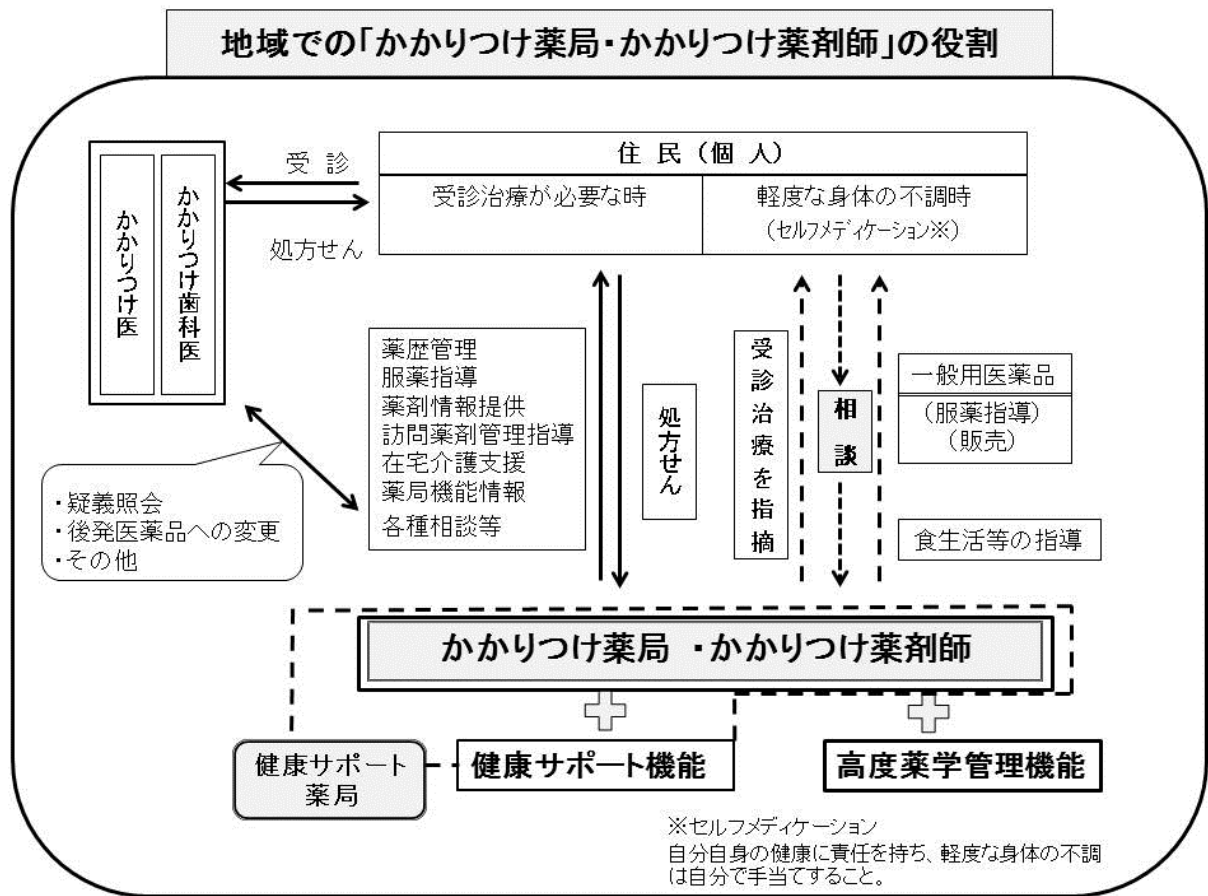 地域での「かかりつけ薬局・かかりつけ薬剤師」の役割
かかりつけ医
かかりつけ歯科医
受 診
処方せん
住 民 （個 人）
受診治療が必要な時
軽度な身体の不調時
（セルフメディケーション※）
薬歴管理
服薬指導
薬剤情報提供
訪問薬剤管理指導
在宅介護支援
薬局機能情報
各種相談等
処方せん
受診治療を指摘
相談
一般用医薬品
（服薬指導）
（販売）
食生活等の指導
・疑義照会
・後発医薬品への変更
・その他
かかりつけ薬局 ・かかりつけ薬剤師
健康サポート
薬局
健康サポート機能
高度薬学管理機能
※セルフメディケーション
自分自身の健康に責任を持ち、軽度な身体の不調
は自分で手当てすること。